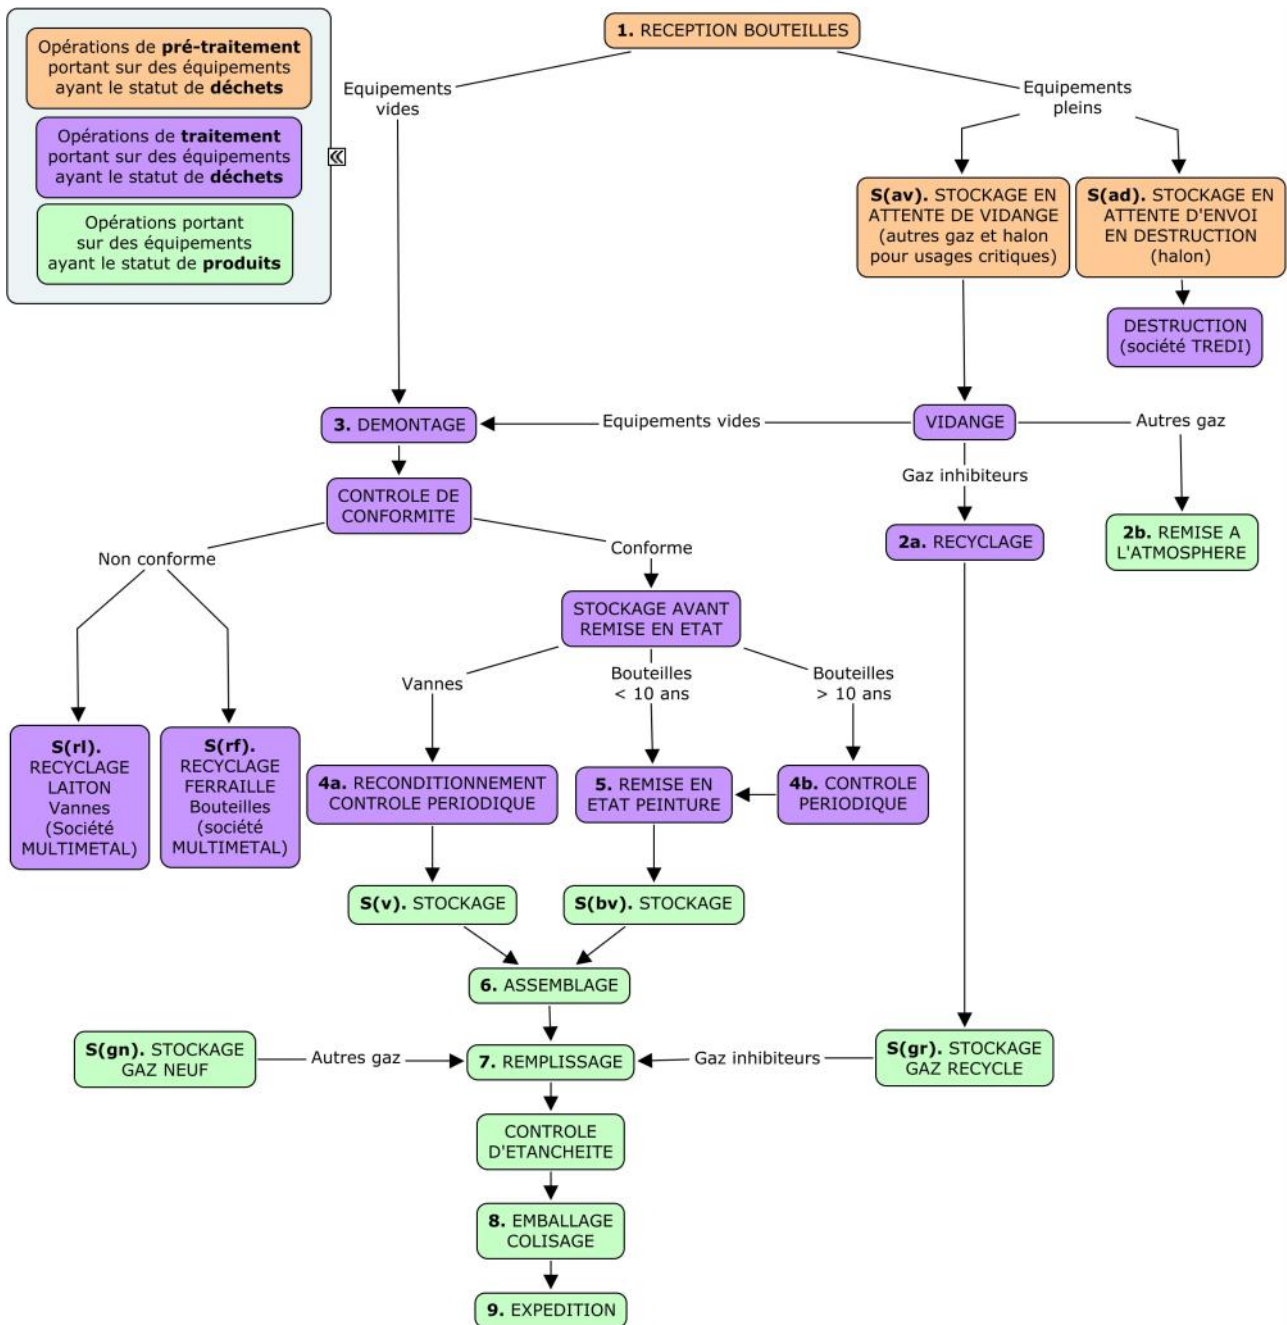 Opérations de pré-traitement
portant sur des équipements
ayant le statut de déchets
Opérations de traitement
portant sur des équipements
ayant le statut de déchets
Opérations portant
sur des équipements
ayant le statut de produits
1. RECEPTION BOUTEILLES
Equipements
vides
Equipements
pleins
S(av). STOCKAGE EN
ATTENTE DE VIDANGE
(autres gaz et halon
pour usages critiques)
S(ad). STOCKAGE EN
ATTENTE D'ENVOI
EN DESTRUCTION
(halon)
DESTRUCTION
(société TREDI)
3. DEMONTAGE
Equipements vides
VIDANGE
Autres gaz
Gaz inhibiteurs
CONTROLE DE
CONFORMITE
2a. RECYCLAGE
2b. REMISE A
L'ATMOSPHERE
Non conforme
Conforme
STOCKAGE AVANT
REMISE EN ETAT
Vannes
Bouteilles
< 10 ans
Bouteilles
> 10 ans
S(rl).
RECYCLAGE
LAITON
Vannes
(Société
MULTIMETAL)
S(rf).
RECYCLAGE
FERRAILLE
Bouteilles
(société
MULTIMETAL)
4a. RECONDITIONNEMENT
CONTROLE PERIODIQUE
5. REMISE EN
ETAT PEINTURE
4b. CONTROLE
PERIODIQUE
S(v). STOCKAGE
S(bv). STOCKAGE
6. ASSEMBLAGE
S(gn). STOCKAGE
GAZ NEUF
Autres gaz
7. REMPLISSAGE
Gaz inhibiteurs
S(gr). STOCKAGE
GAZ RECYCLE
CONTROLE
D'ETANCHEITE
8. EMBALLAGE
COLISAGE
9. EXPEDITION